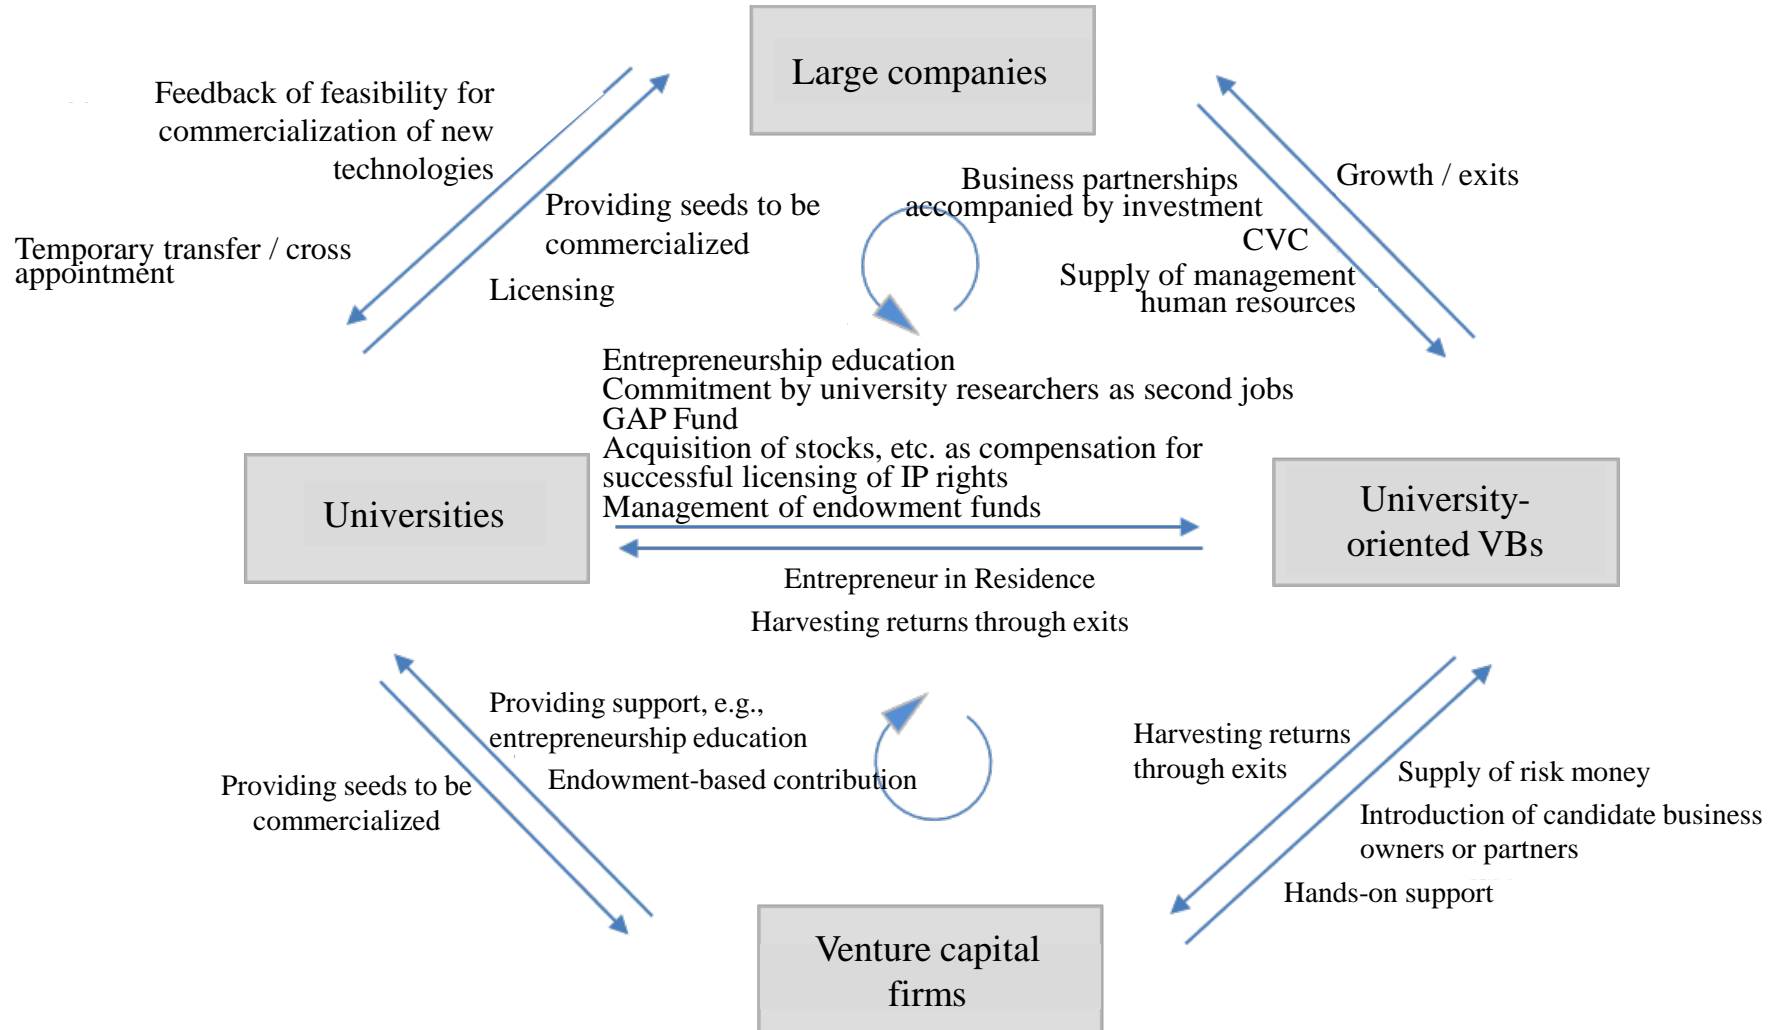 Large companies
Feedback of feasibility for
commercialization of new
technologies
Business partnerships
accompanied by investment
Growth / exits
Providing seeds to be
commercialized
CVC
Temporary transfer / cross
appointment
Supply of management
human resources
Licensing
Entrepreneurship education
Commitment by university researchers as second jobs
GAP Fund
Acquisition of stocks, etc. as compensation for
successful licensing of IP rights
Management of endowment funds
Universities
University-
oriented VBs
Entrepreneur in Residence
Harvesting returns through exits
Providing support, e.g.,
entrepreneurship education
Endowment-based contribution
Providing seeds to be
commercialized
Harvesting returns
through exits
Supply of risk money
Introduction of candidate business
owners or partners
Hands-on support
Venture capital
firms